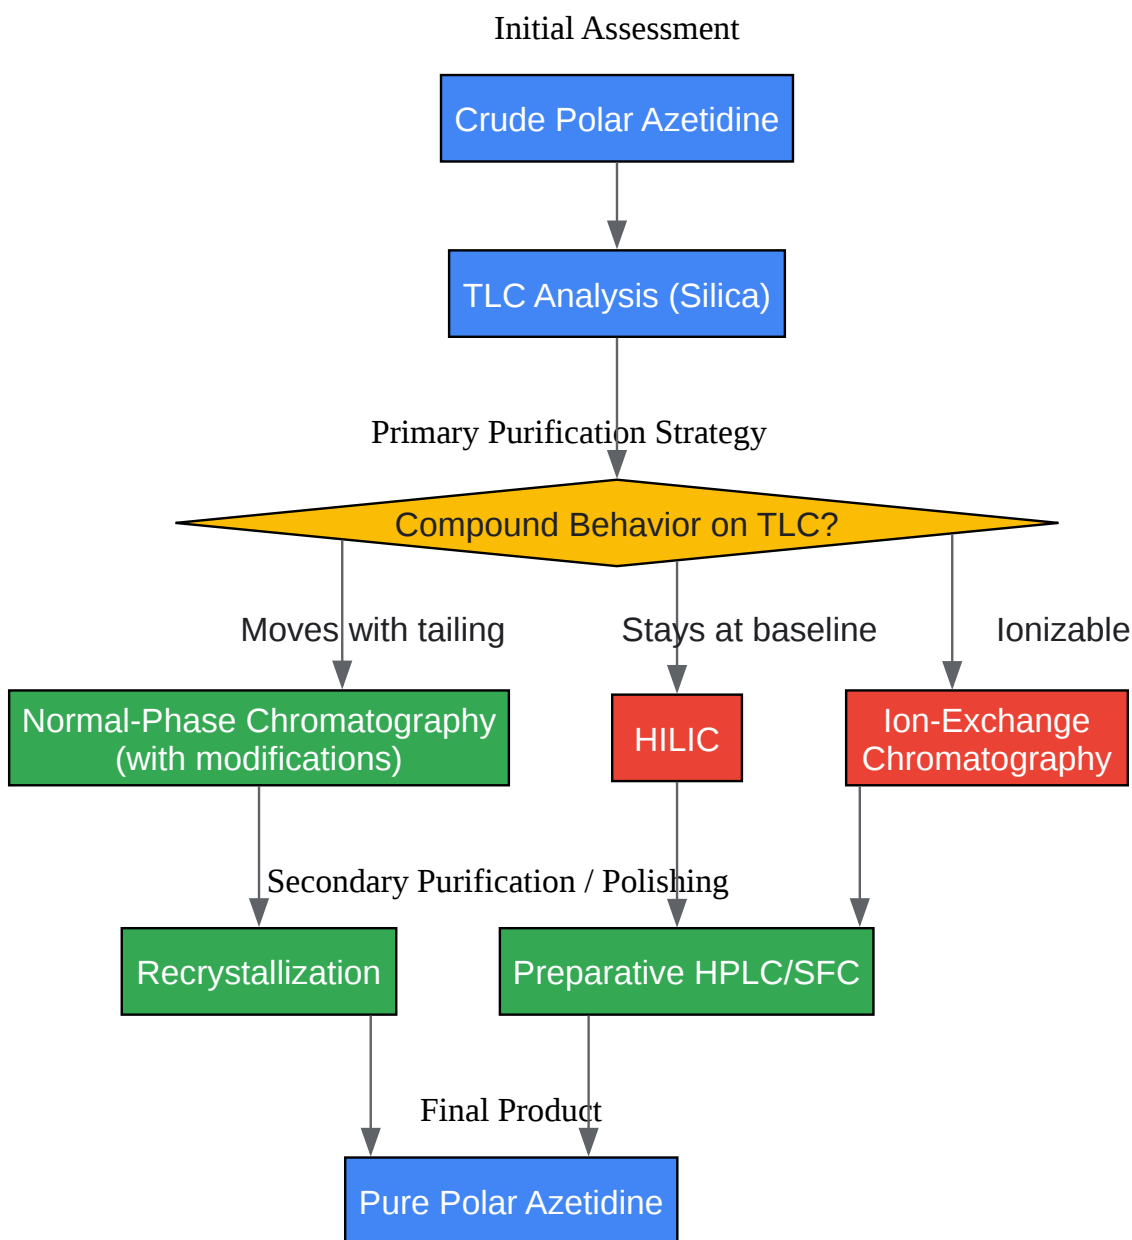 Initial Assessment
Crude Polar Azetidine
TLC Analysis (Silica)
Primary Purification Strategy
Compound Behavior on TLC?
Moves with tailing
Stays at baseline
Ionizable
Normal-Phase Chromatography
(with modifications)
HILIC
Ion-Exchange
Chromatography
Secondary Purification / Polishing
Recrystallization
Preparative HPLC/SFC
Final Product
Pure Polar Azetidine